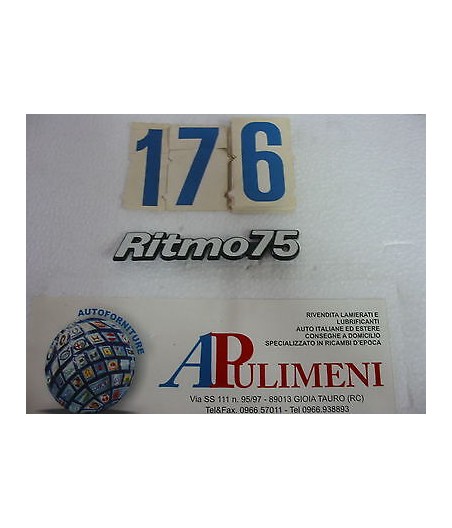 176
Ritmo75
AUTOFORNITURE
RIVENDITA LAMIERATI E
LUBRIFICANTI
AUTO ITALIANE ED ESTERE
CONSEGHE A DOMICILIO
SPECIALIZZATO IN RICAMBI D'EPOCA
APULIMENI
Via SS 111 n. 95/97 - 89013 GIOIA TAURO (RC)
Tel&Fax. 0966 57011 - Tel 0966.938893